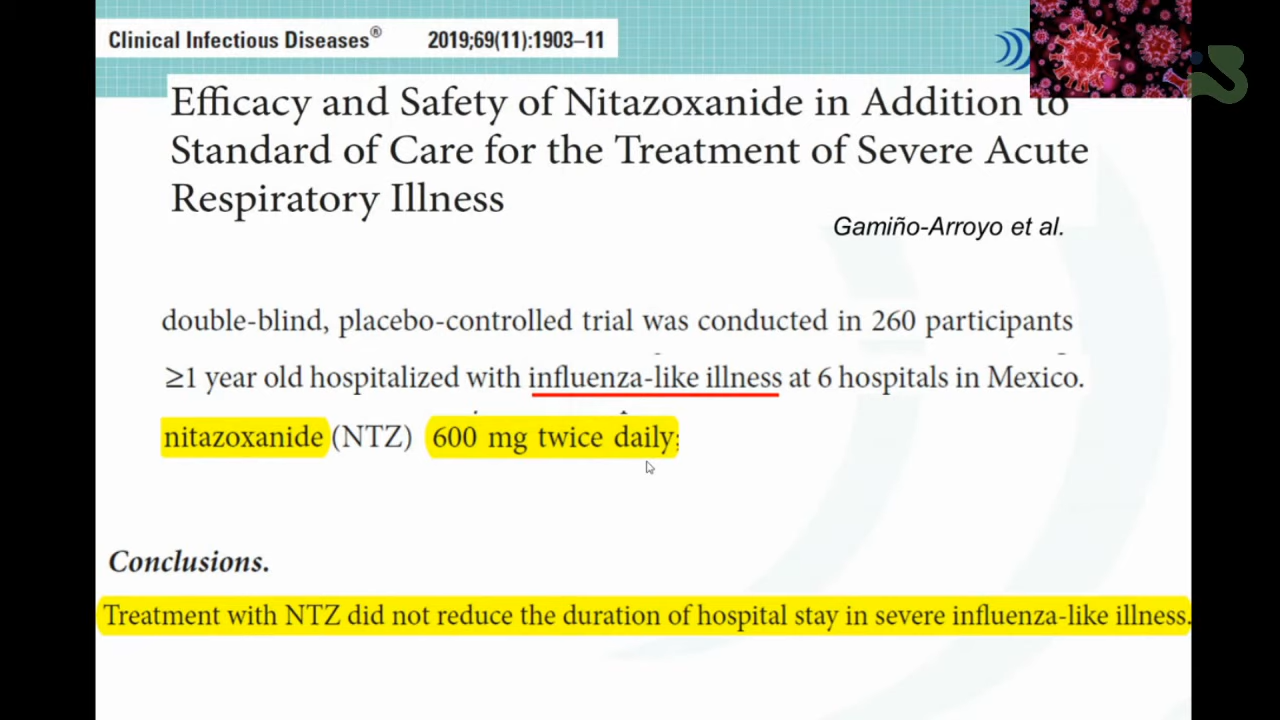 Clinical Infectious Diseases® 2019;69(11):1903–11
Efficacy and Safety of Nitazoxanide in Addition to
Standard of Care for the Treatment of Severe Acute
Respiratory Illness
Gamiño-Arroyo et al.
double-blind, placebo-controlled trial was conducted in 260 participants
≥1 year old hospitalized with influenza-like illness at 6 hospitals in Mexico.
nitazoxanide (NTZ) 600 mg twice daily;
Conclusions.
Treatment with NTZ did not reduce the duration of hospital stay in severe influenza-like illness.